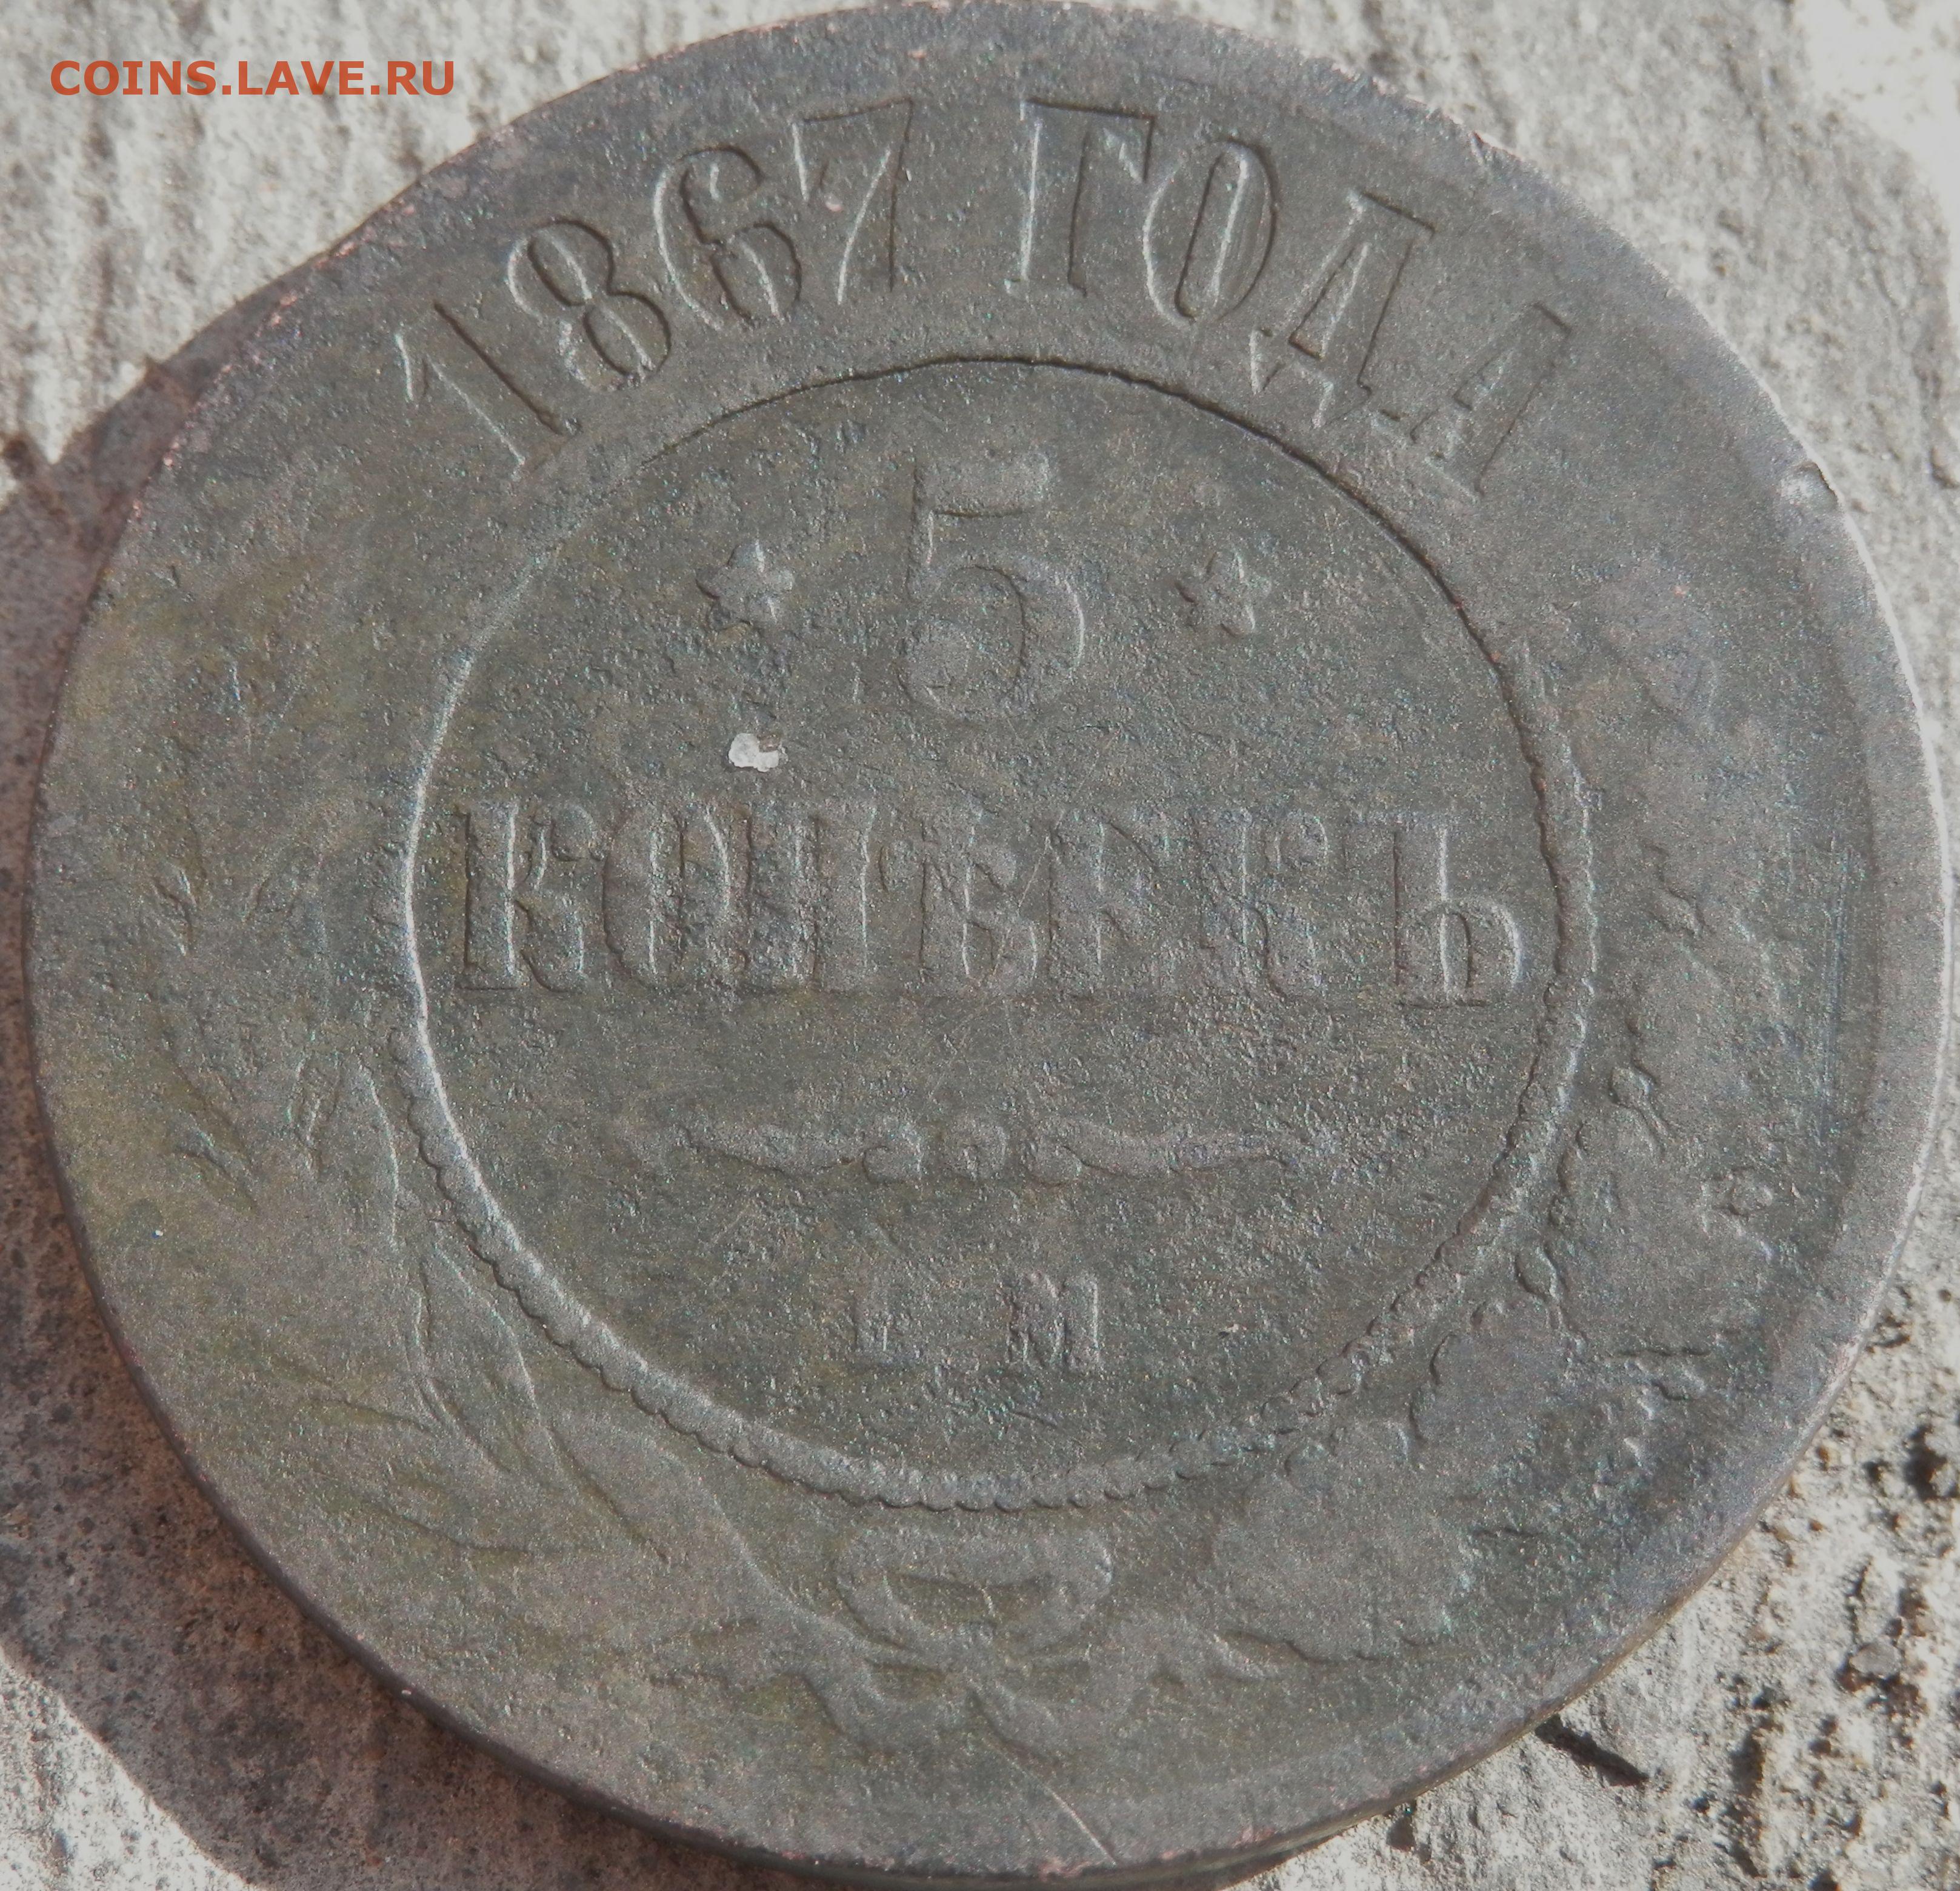 COINS.LAVE.RU
1867 ГОДА
5
КОПѢЕКЪ
Е М